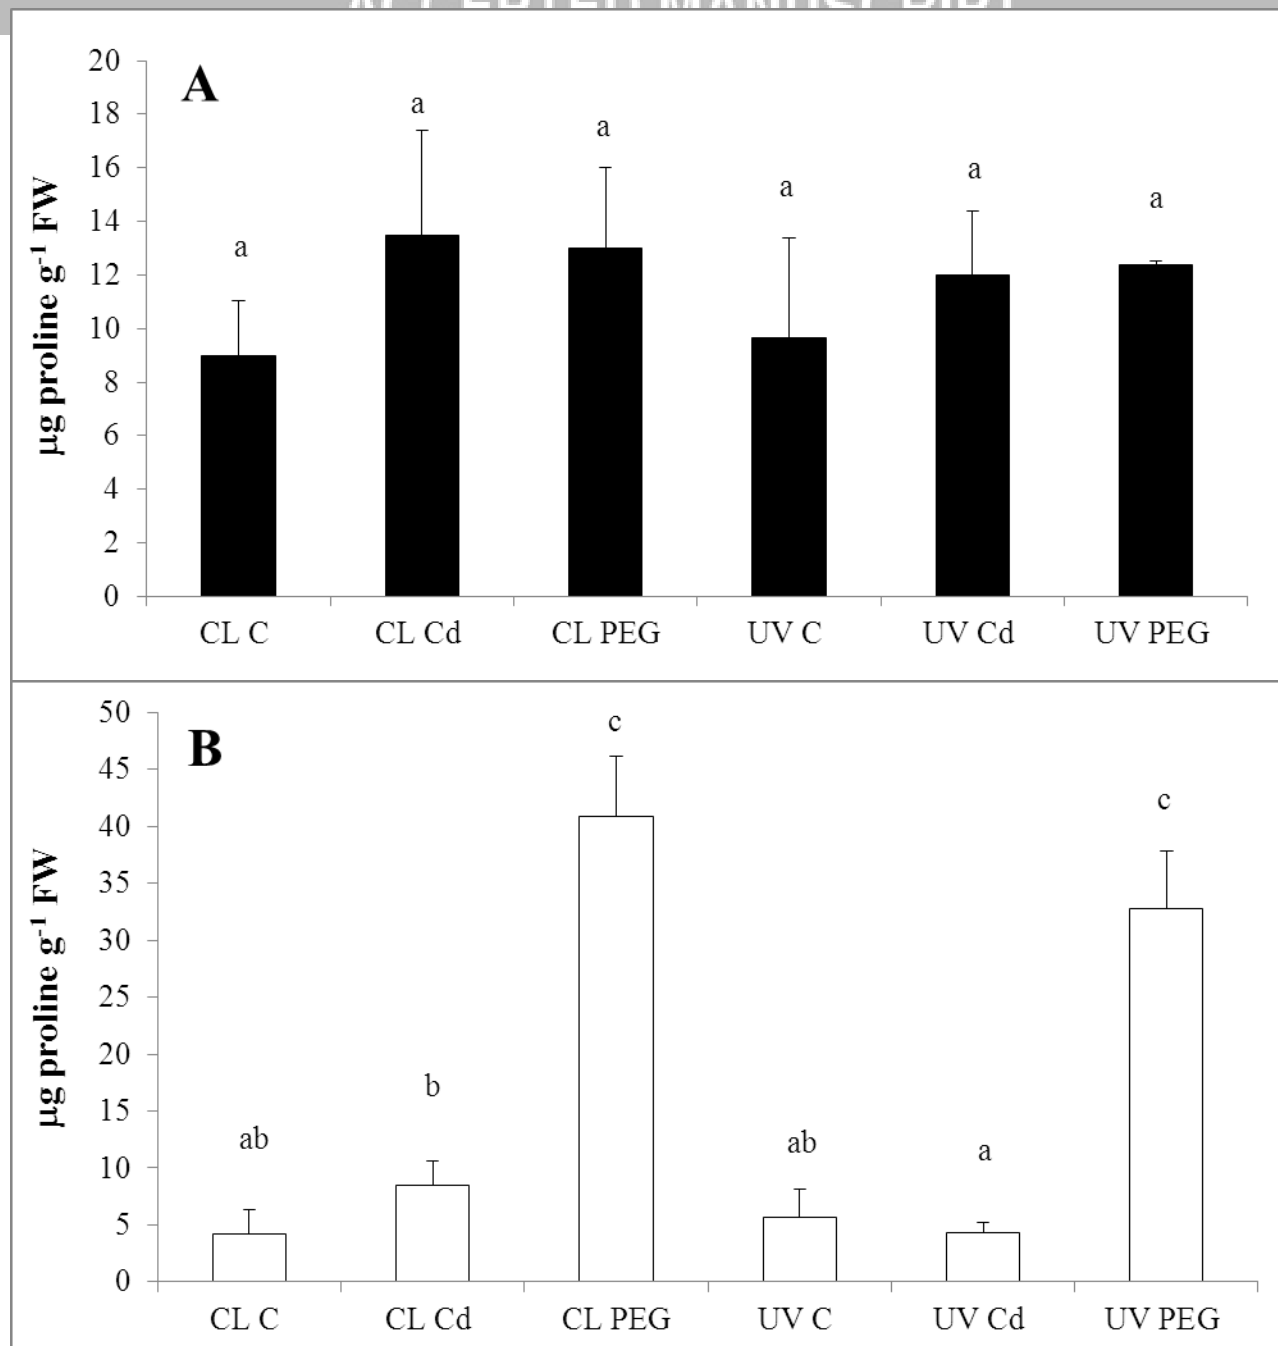 ACCEPTED MANUSCRIPT
A
20
18
16
14
12
10
8
6
4
2
0
µg proline g⁻¹ FW
a
a
a
a
a
a
CL C CL Cd CL PEG UV C UV Cd UV PEG
B
50
45
40
35
30
25
20
15
10
5
0
µg proline g⁻¹ FW
ab
b
c
ab
a
c
CL C CL Cd CL PEG UV C UV Cd UV PEG